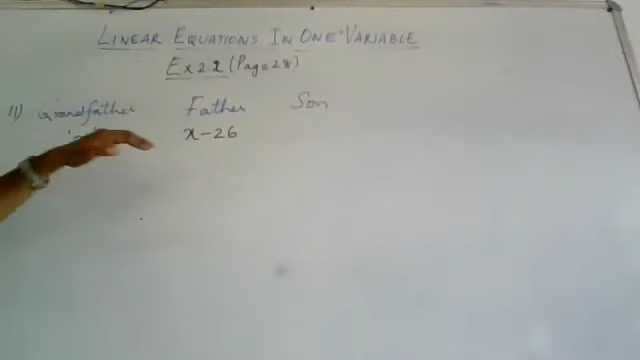 LINEAR EQUATIONS IN ONE VARIABLE
Ex 2.2 (Page 28)
11) Grandfather Father Son
x-26